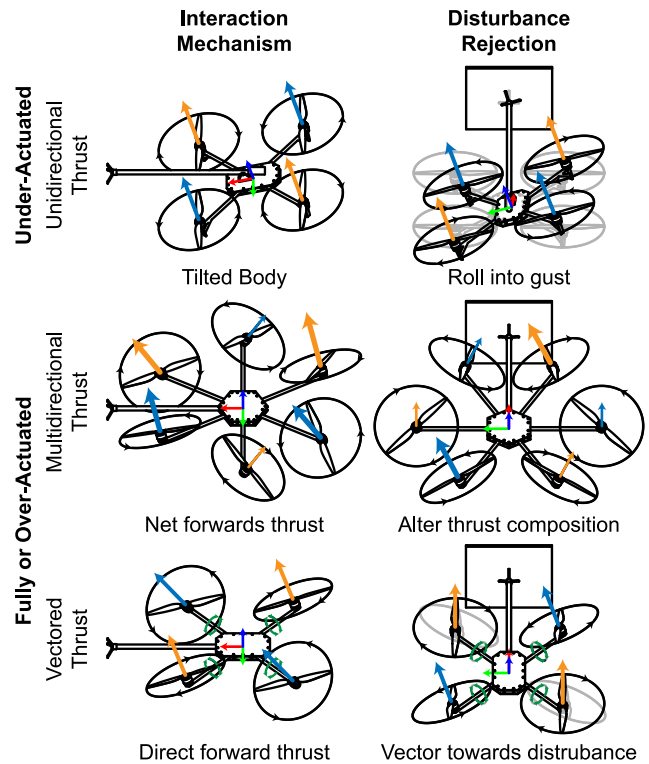 Interaction
Mechanism
Disturbance
Rejection
Under-Actuated
Unidirectional
Thrust
Tilted Body
Roll into gust
Fully or Over-Actuated
Multidirectional
Thrust
Net forwards thrust
Alter thrust composition
Vectored
Thrust
Direct forward thrust
Vector towards distrubance